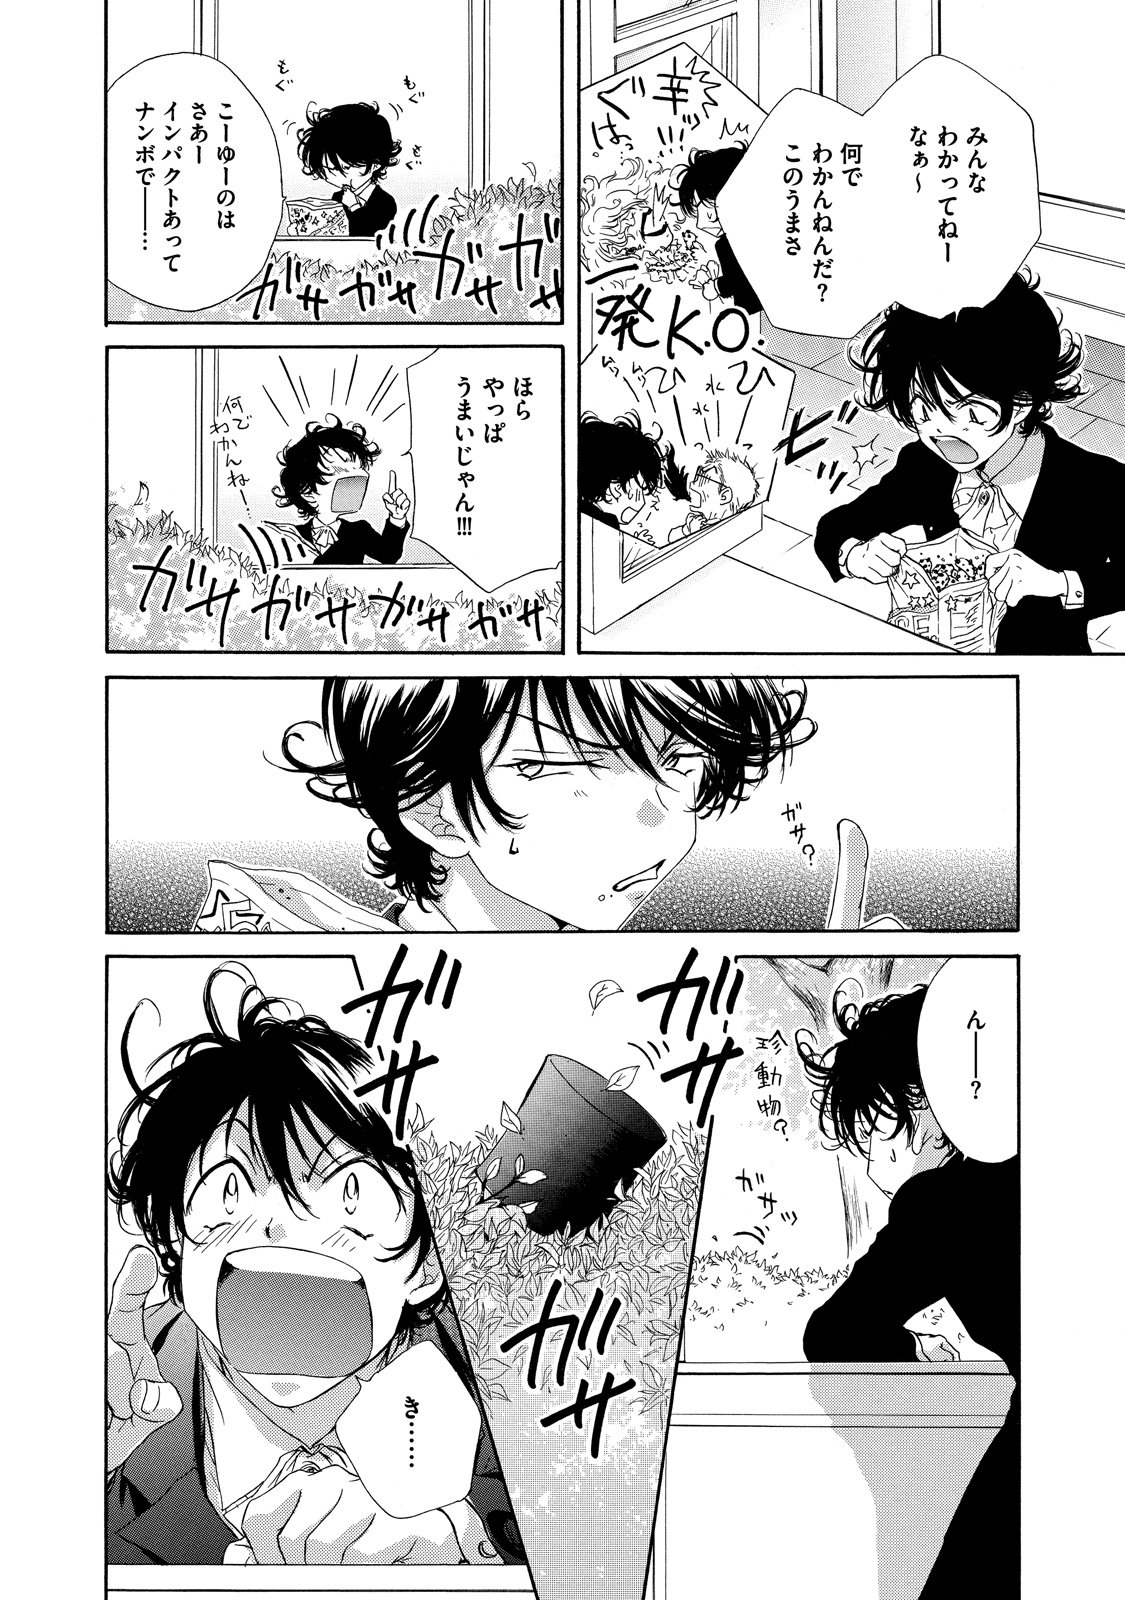 みんな
わかってねー
なぁ～
何で
わかんねんだ？
このうまさ
辛っ
ぐはっ
一発K.O.
ひー
水
水
ひー
ビシッ
もぐ
もぐ
もぐ
もぐ
こーゆーのは
さあー
インパクトあって
ナンボで――…
ガサガサガサガサ
ほら
やっぱ
うまいじゃん!!!
何で
わかんねー
ガサガサガサガサ
ガサ?
ん――?
珍動物?
ガサッ
ガサ
ガサ
ガサ
き……